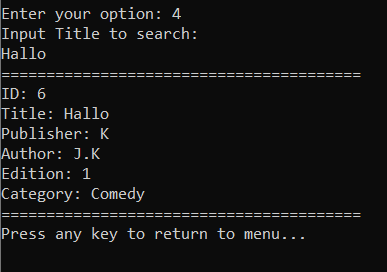 Enter your option: 4
Input Title to search:
Hallo
========================================
ID: 6
Title: Hallo
Publisher: K
Author: J.K
Edition: 1
Category: Comedy
========================================
Press any key to return to menu...